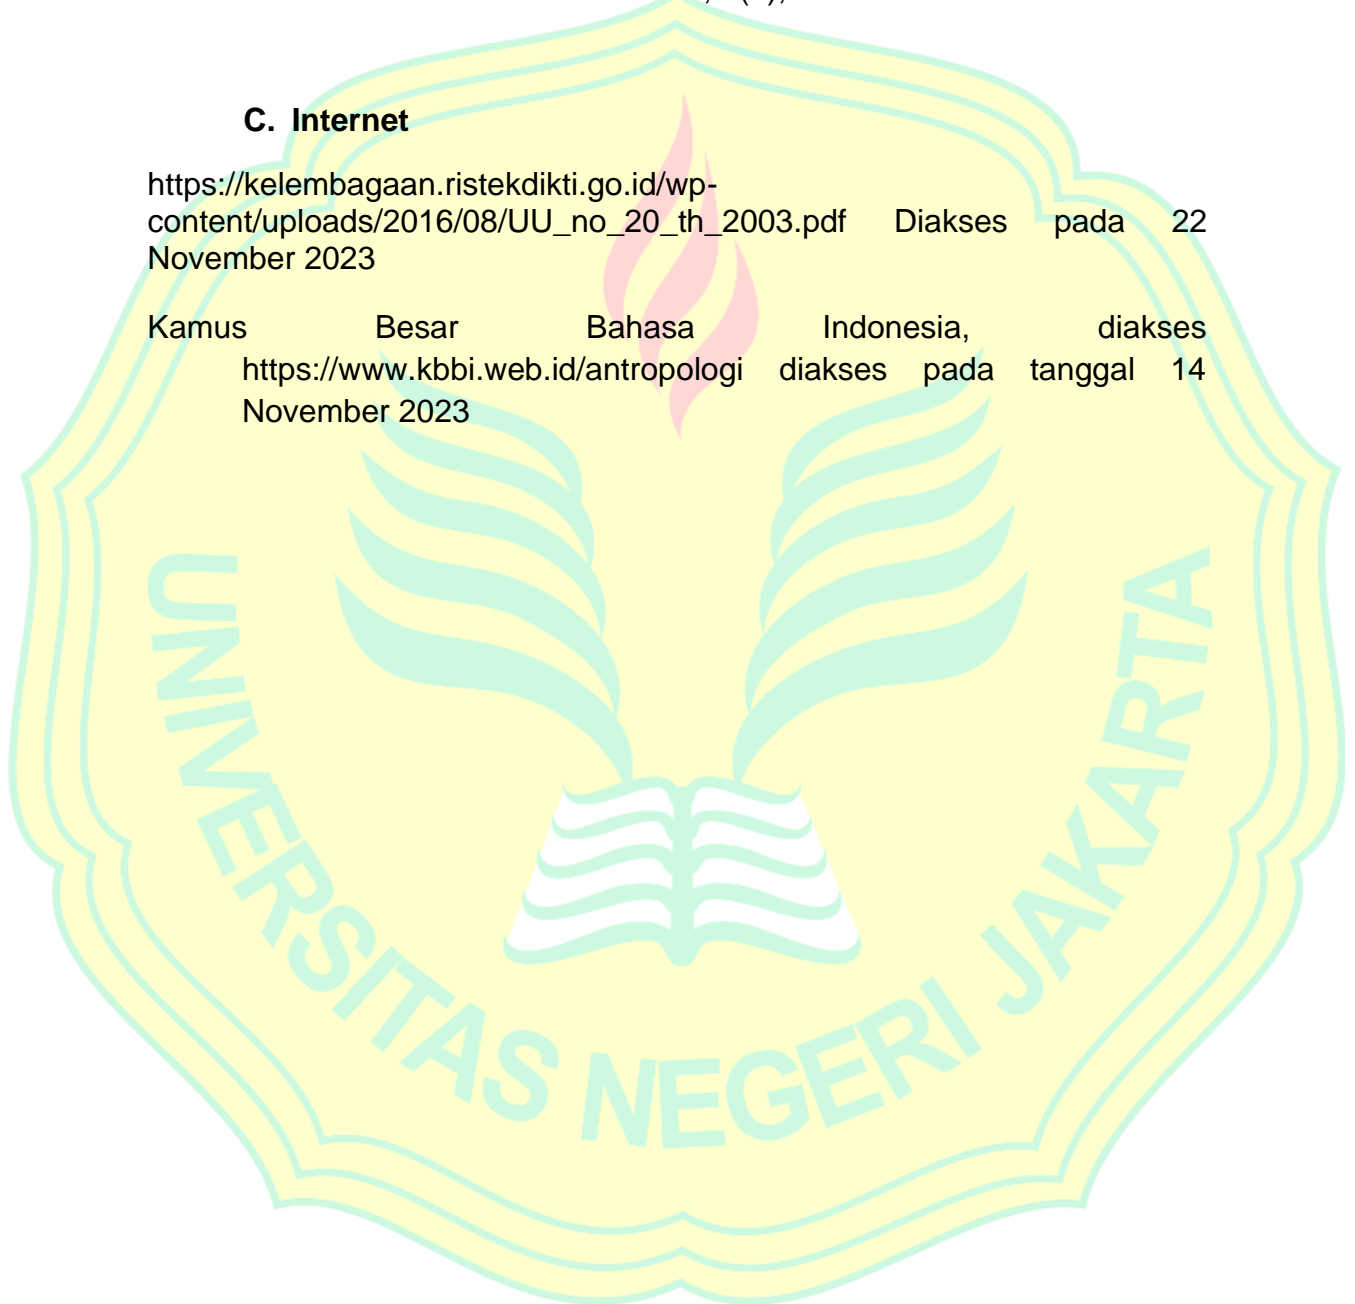 C. Internet
https://kelembagaan.ristekdikti.go.id/wp-
content/uploads/2016/08/UU_no_20_th_2003.pdf Diakses pada 22
November 2023
Kamus Besar Bahasa Indonesia, diakses
https://www.kbbi.web.id/antropologi diakses pada tanggal 14
November 2023
UNIVERSITAS NEGERI JAKARTA